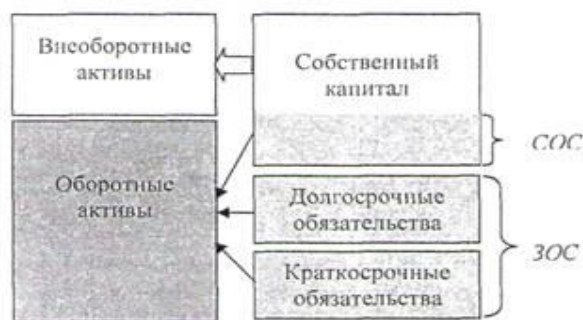 Внеоборотные
активы
Собственный
капитал
СОС
Оборотные
активы
Долгосрочные
обязательства
ЗОС
Краткосрочные
обязательства